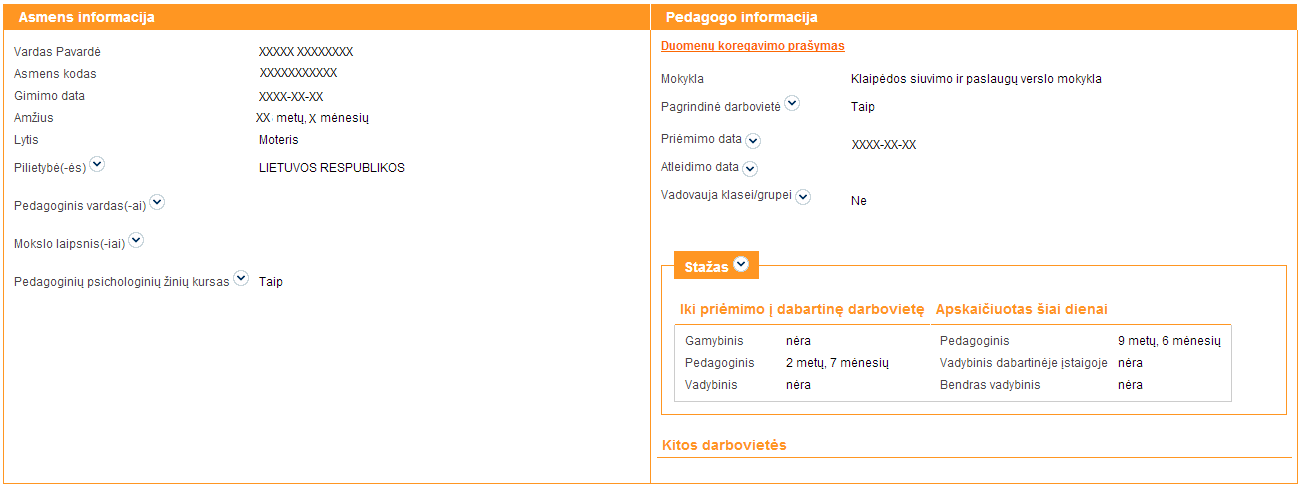 Asmens informacija
Vardas Pavardė XXXXX XXXXXXXX
Asmens kodas XXXXXXXXXXX
Gimimo data XXXX-XX-XX
Amžius XX metų, X mėnesių
Lytis Moteris
Pilietybė(-ės) LIETUVOS RESPUBLIKOS
Pedagoginis vardas(-ai)
Mokslo laipsnis(-iai)
Pedagoginių psichologinių žinių kursas Taip
Pedagogo informacija
Duomenų koregavimo prašymas
Mokykla Klaipėdos siuvimo ir paslaugų verslo mokykla
Pagrindinė darbovietė Taip
Priėmimo data XXXX-XX-XX
Atleidimo data
Vadovauja klasei/grupei Ne
Stažas
Iki priėmimo į dabartinę darbovietę Apskaičiuotas šiai dienai
Gamybinis nėra Pedagoginis 9 metų, 6 mėnesių
Pedagoginis 2 metų, 7 mėnesių Vadybinis dabartinėje įstaigoje nėra
Vadybinis nėra Bendras vadybinis nėra
Kitos darbovietės